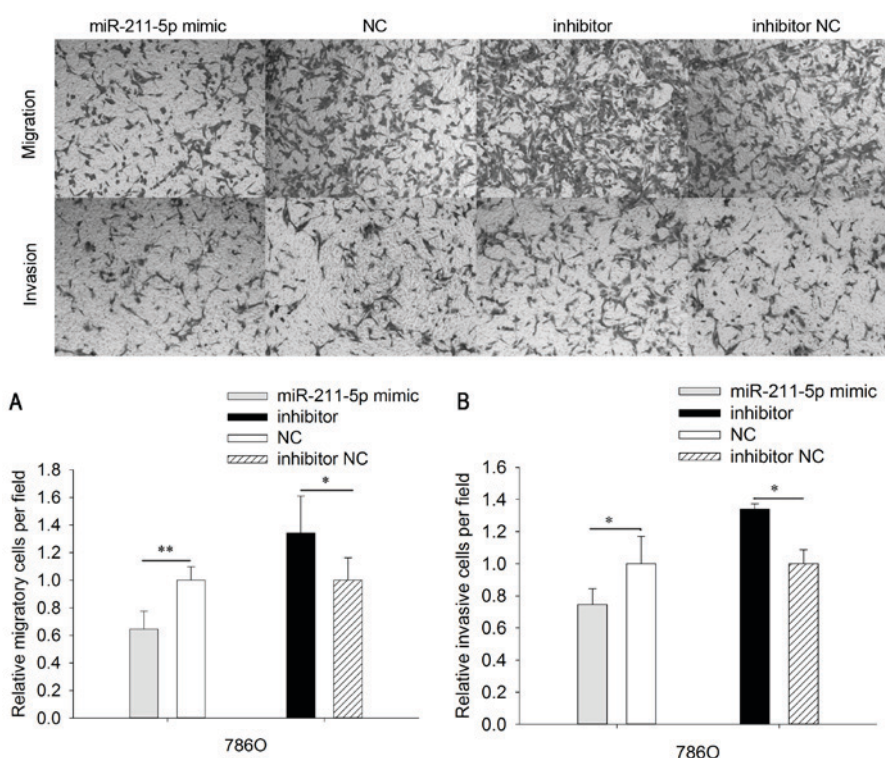 miR-211-5p mimic NC inhibitor inhibitor NC
Migration
Invasion
A
miR-211-5p mimic
inhibitor
NC
inhibitor NC
Relative migratory cells per field
1.8
1.6
1.4
1.2
1.0
0.8
0.6
0.4
0.2
0.0
**
*
786O
B
miR-211-5p mimic
inhibitor
NC
inhibitor NC
Relative invasive cells per field
1.6
1.4
1.2
1.0
0.8
0.6
0.4
0.2
0.0
*
*
786O